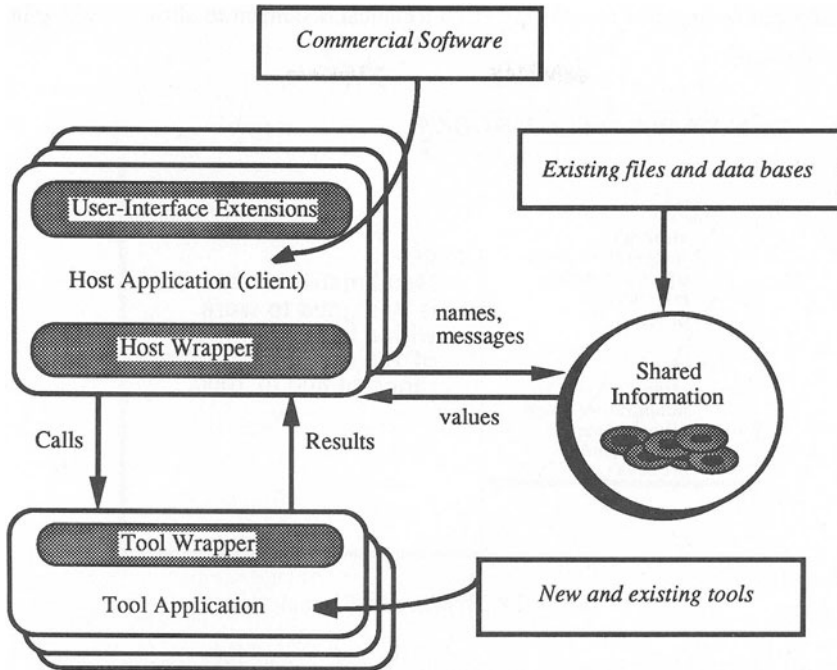 Commercial Software
Existing files and data bases
User-Interface Extensions
Host Application (client)
Host Wrapper
names,
messages
Shared
Information
values
Calls
Results
Tool Wrapper
Tool Application
New and existing tools